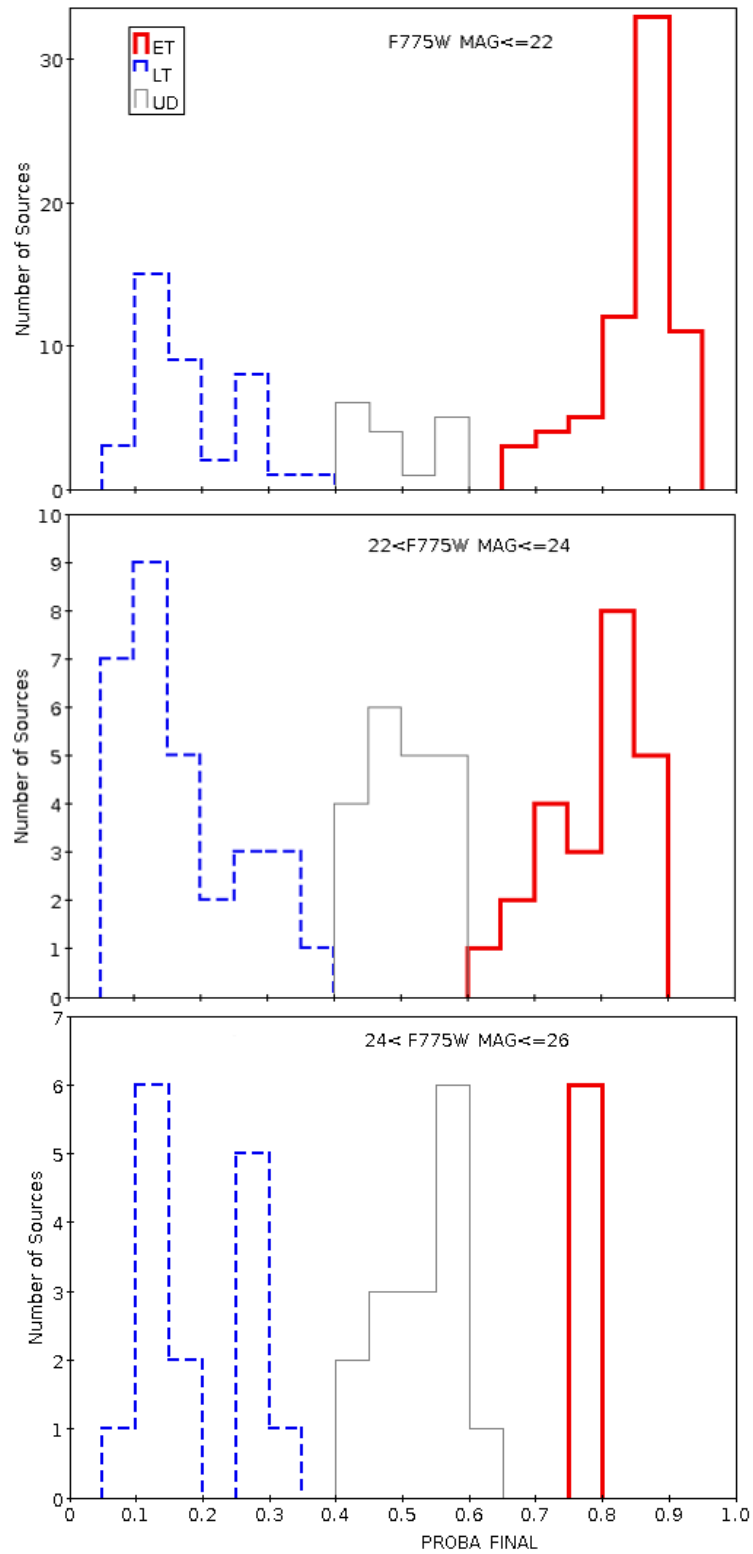 F775W MAG<=22
ET
LT
UD
30
20
10
0
Number of Sources
22<F775W MAG<=24
10
9
8
7
6
5
4
3
2
1
0
Number of Sources
24< F775W MAG<=26
7
6
5
4
3
2
1
0
Number of Sources
0 0.1 0.2 0.3 0.4 0.5 0.6 0.7 0.8 0.9 1.0
PROBA FINAL